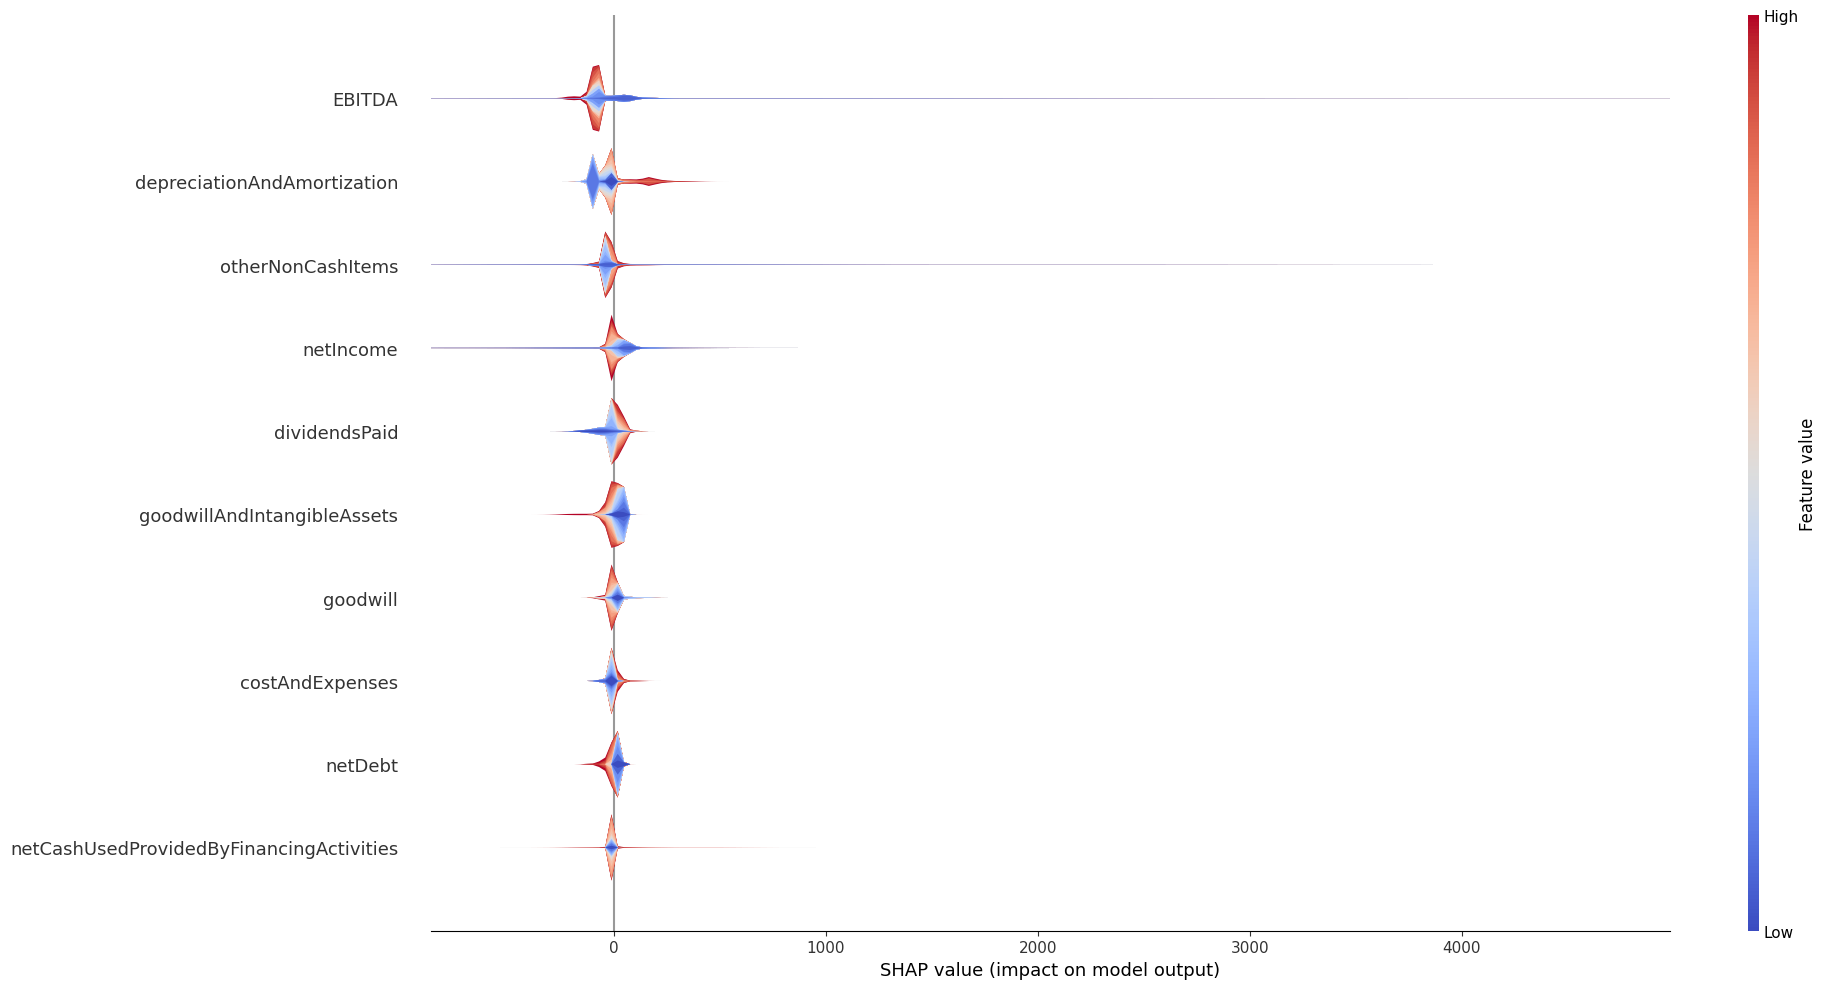 High
EBITDA
depreciationAndAmortization
otherNonCashItems
netIncome
dividendsPaid
goodwillAndIntangibleAssets
goodwill
costAndExpenses
netDebt
netCashUsedProvidedByFinancingActivities
Feature value
Low
0 1000 2000 3000 4000
SHAP value (impact on model output)